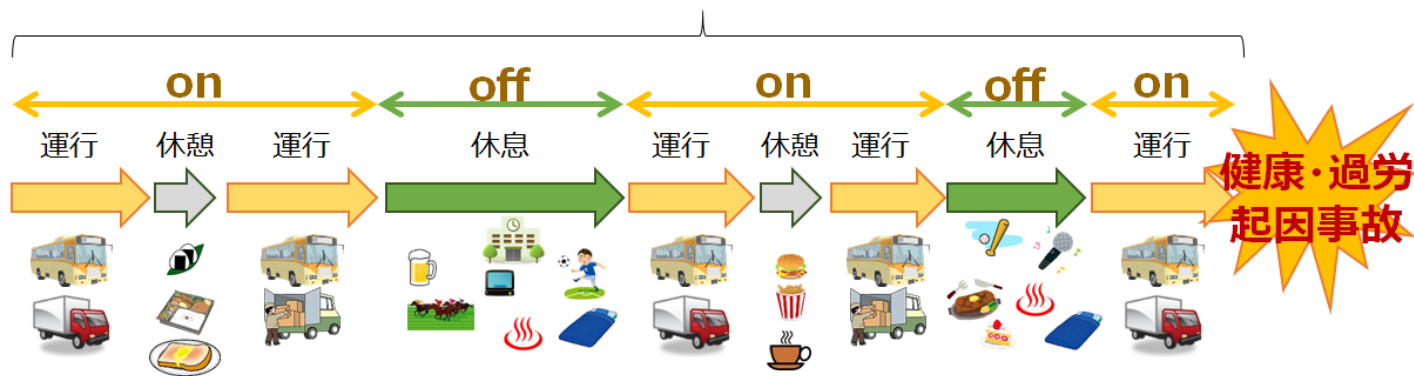 on off on off on
運行 休憩 運行 休息 運行 休憩 運行 休息 運行
健康・過労
起因事故